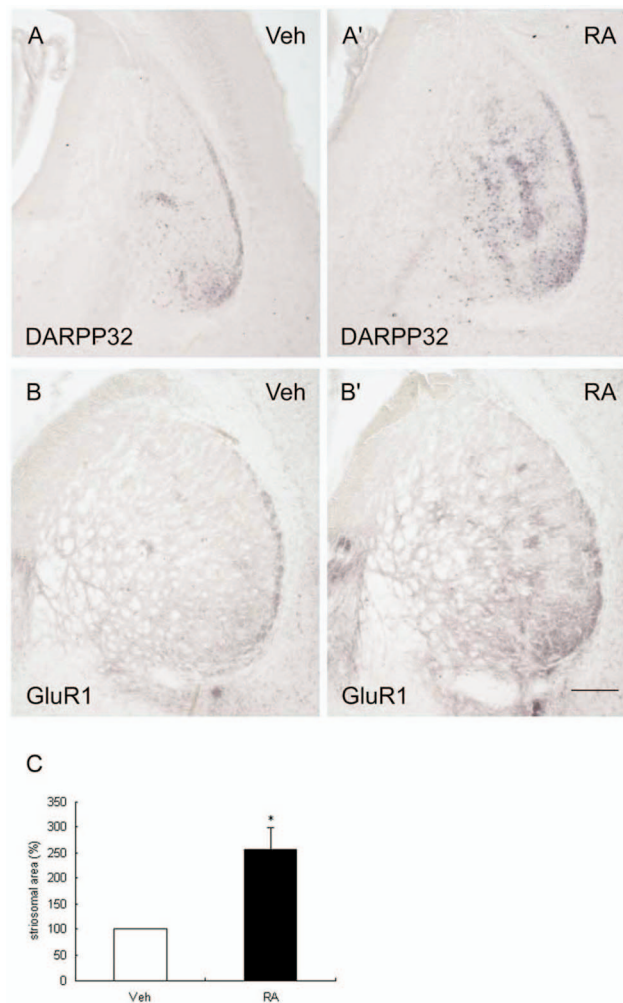 A Veh
A' RA
DARPP32
DARPP32
B Veh
B' RA
GluR1
GluR1
C
350
300
250
200
150
100
50
0
striosomal area (%)
*
Veh
RA